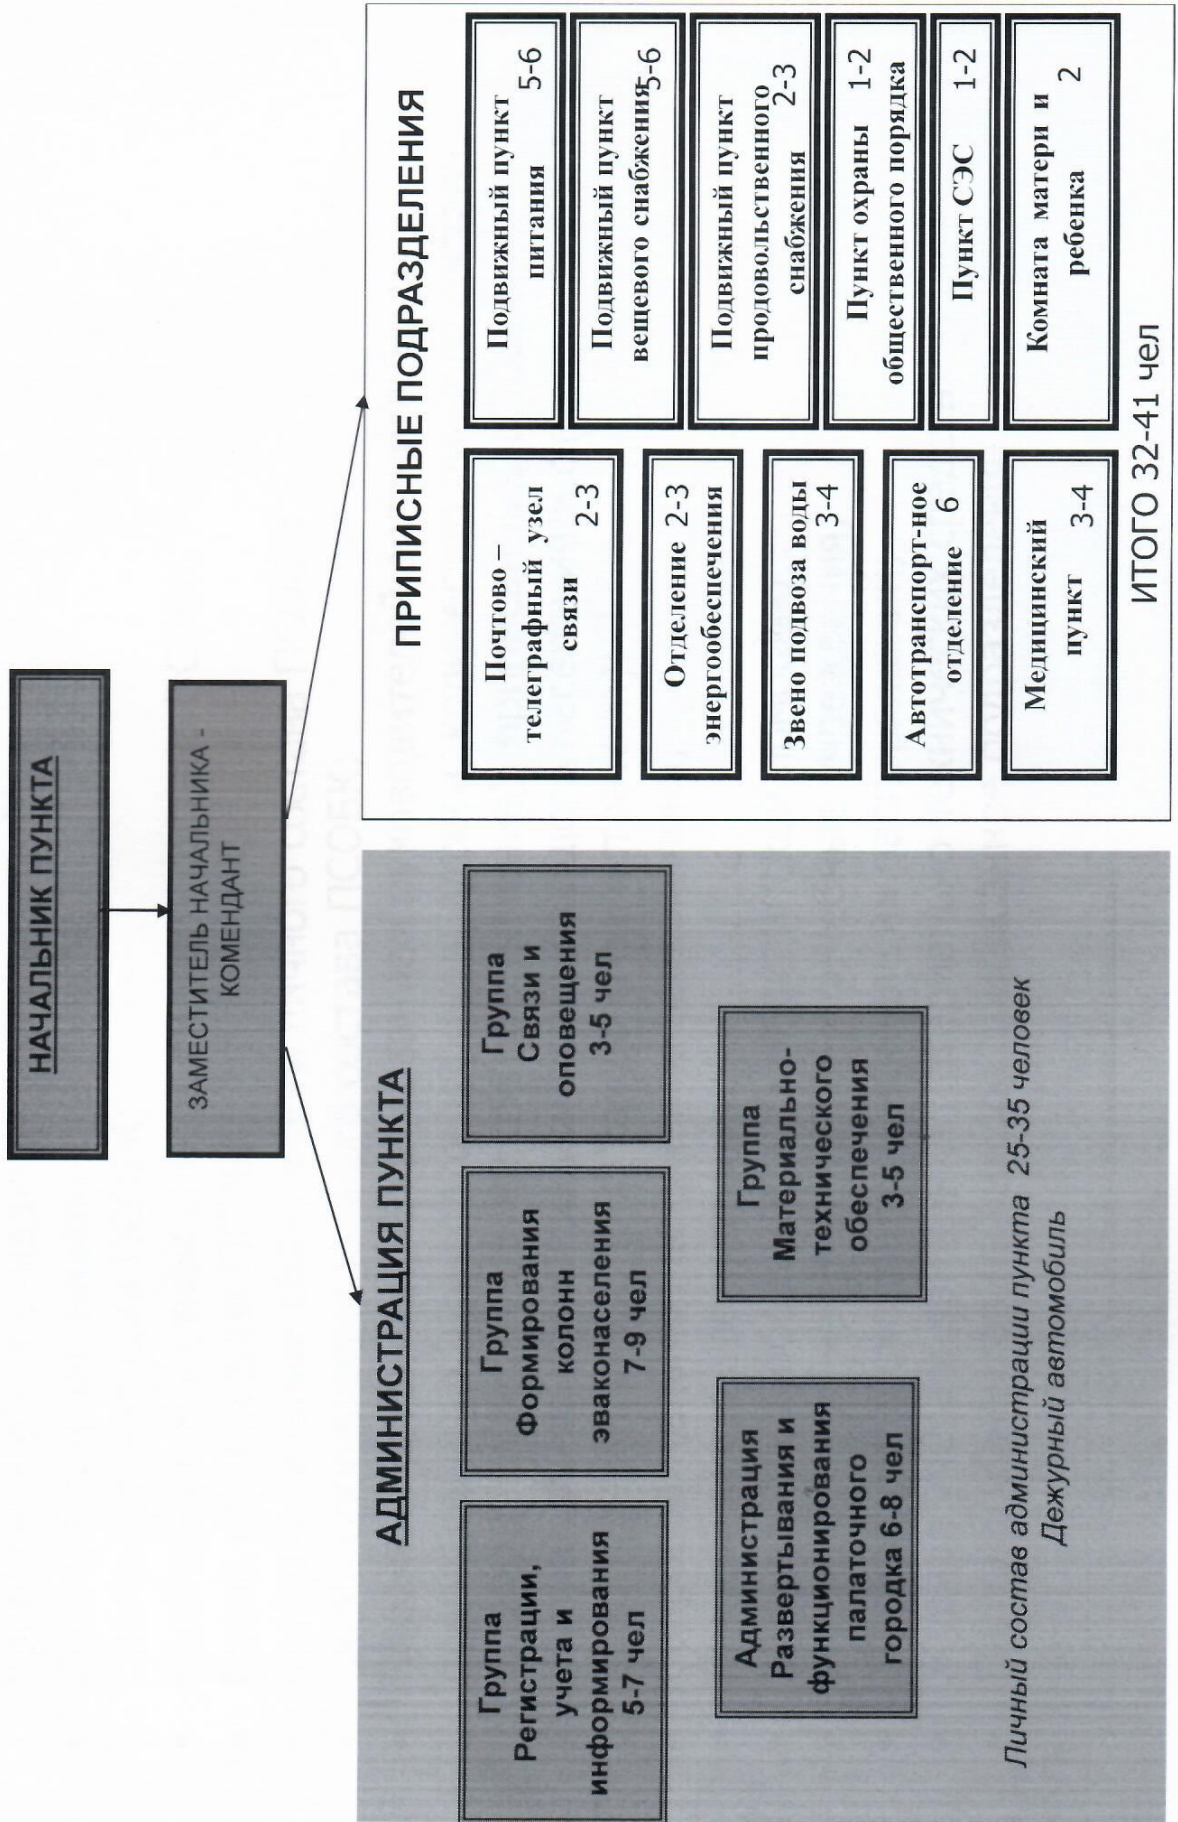 НАЧАЛЬНИК ПУНКТА
ЗАМЕСТИТЕЛЬ НАЧАЛЬНИКА -
КОМЕНДАНТ
АДМИНИСТРАЦИЯ ПУНКТА
Группа
Регистрации,
учета и
информирования
5-7 чел
Группа
Формирования
колонн
эваконаселения
7-9 чел
Группа
Связи и
оповещения
3-5 чел
Администрация
Развертывания и
функционирования
палаточного
городка 6-8 чел
Группа
Материально-
технического
обеспечения
3-5 чел
Личный состав администрации пункта 25-35 человек
Дежурный автомобиль
ПРИПИСНЫЕ ПОДРАЗДЕЛЕНИЯ
Почтово –
телеграфный узел
связи 2-3
Отделение 2-3
энергообеспечения
Звено подвоза воды
3-4
Автотранспорт-ное
отделение 6
Медицинский
пункт 3-4
Подвижный пункт
питания 5-6
Подвижный пункт
вещевого снабжения 5-6
Подвижный пункт
продовольственного
снабжения 2-3
Пункт охраны 1-2
общественного порядка
Пункт СЭС 1-2
Комната матери и
ребенка 2
ИТОГО 32-41 чел